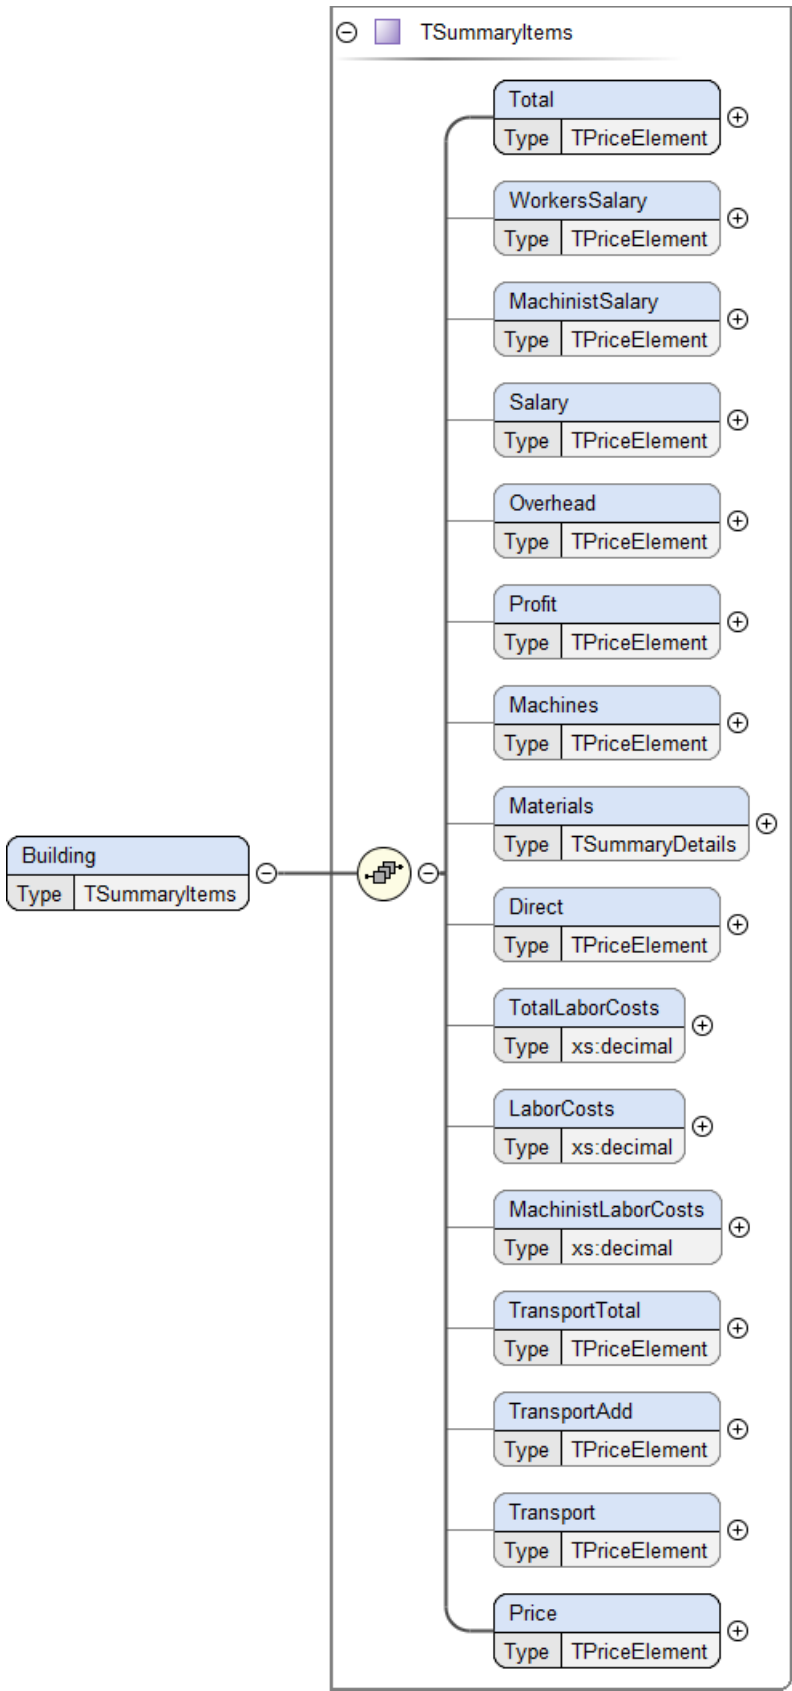 TSummaryItems
Total
Type TPriceElement
WorkersSalary
Type TPriceElement
MachinistSalary
Type TPriceElement
Salary
Type TPriceElement
Overhead
Type TPriceElement
Profit
Type TPriceElement
Machines
Type TPriceElement
Materials
Type TSummaryDetails
Building
Type TSummaryItems
Direct
Type TPriceElement
TotalLaborCosts
Type xs:decimal
LaborCosts
Type xs:decimal
MachinistLaborCosts
Type xs:decimal
TransportTotal
Type TPriceElement
TransportAdd
Type TPriceElement
Transport
Type TPriceElement
Price
Type TPriceElement